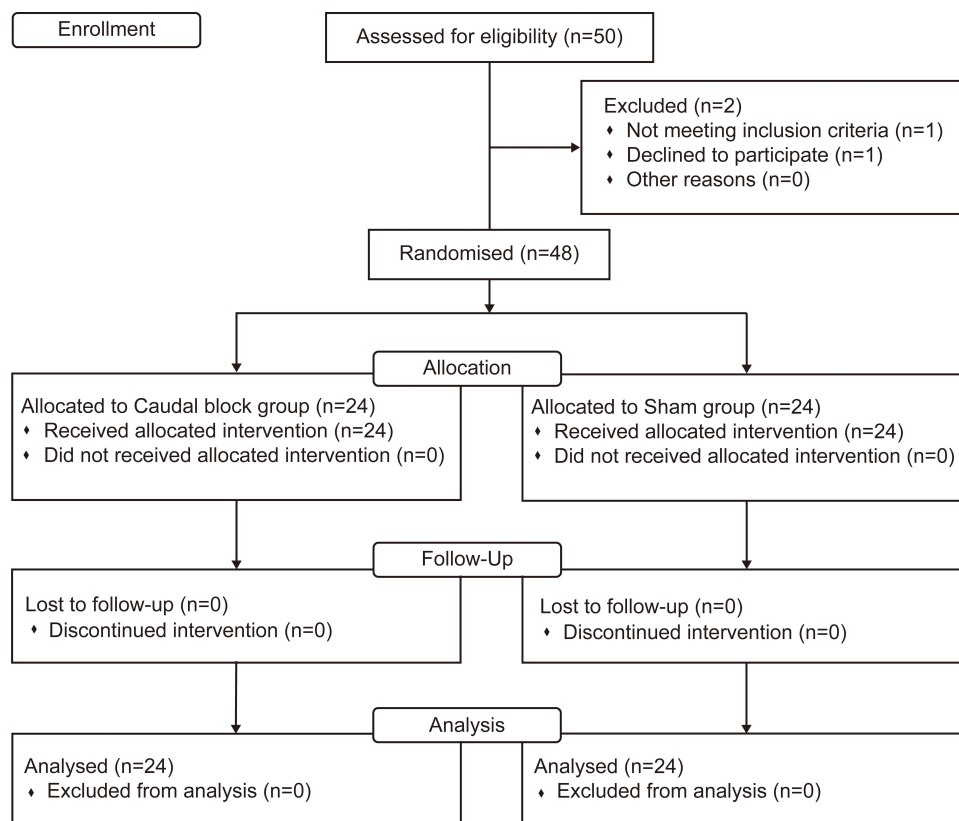 Enrollment
Assessed for eligibility (n=50)
Excluded (n=2)
♦ Not meeting inclusion criteria (n=1)
♦ Declined to participate (n=1)
♦ Other reasons (n=0)
Randomised (n=48)
Allocation
Allocated to Caudal block group (n=24)
♦ Received allocated intervention (n=24)
♦ Did not received allocated intervention (n=0)
Allocated to Sham group (n=24)
♦ Received allocated intervention (n=24)
♦ Did not received allocated intervention (n=0)
Follow-Up
Lost to follow-up (n=0)
♦ Discontinued intervention (n=0)
Lost to follow-up (n=0)
♦ Discontinued intervention (n=0)
Analysis
Analysed (n=24)
♦ Excluded from analysis (n=0)
Analysed (n=24)
♦ Excluded from analysis (n=0)